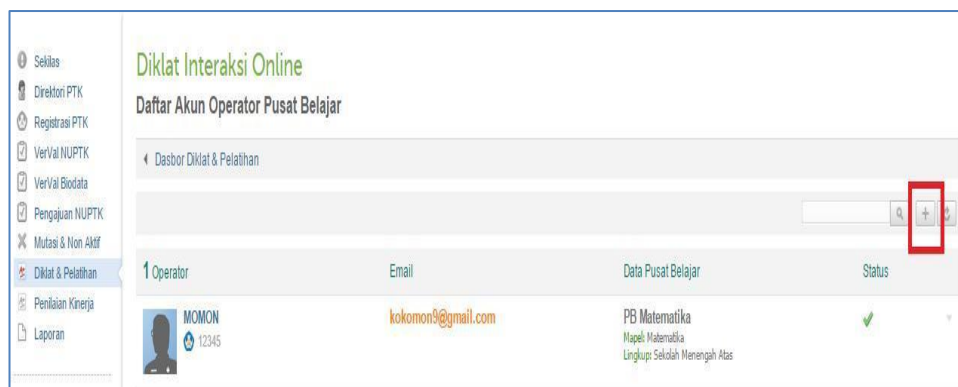 Sekilas
Direktori PTK
Registrasi PTK
VerVal NUPTK
VerVal Biodata
Pengajuan NUPTK
Mutasi & Non Aktif
Diklat & Pelatihan
Penilaian Kinerja
Laporan
Diklat Interaksi Online
Daftar Akun Operator Pusat Belajar
Dasbor Diklat & Pelatihan
1 Operator Email Data Pusat Belajar Status
MOMON kokomon9@gmail.com PB Matematika
12345 Mapel: Matematika
Lingkup: Sekolah Menengah Atas